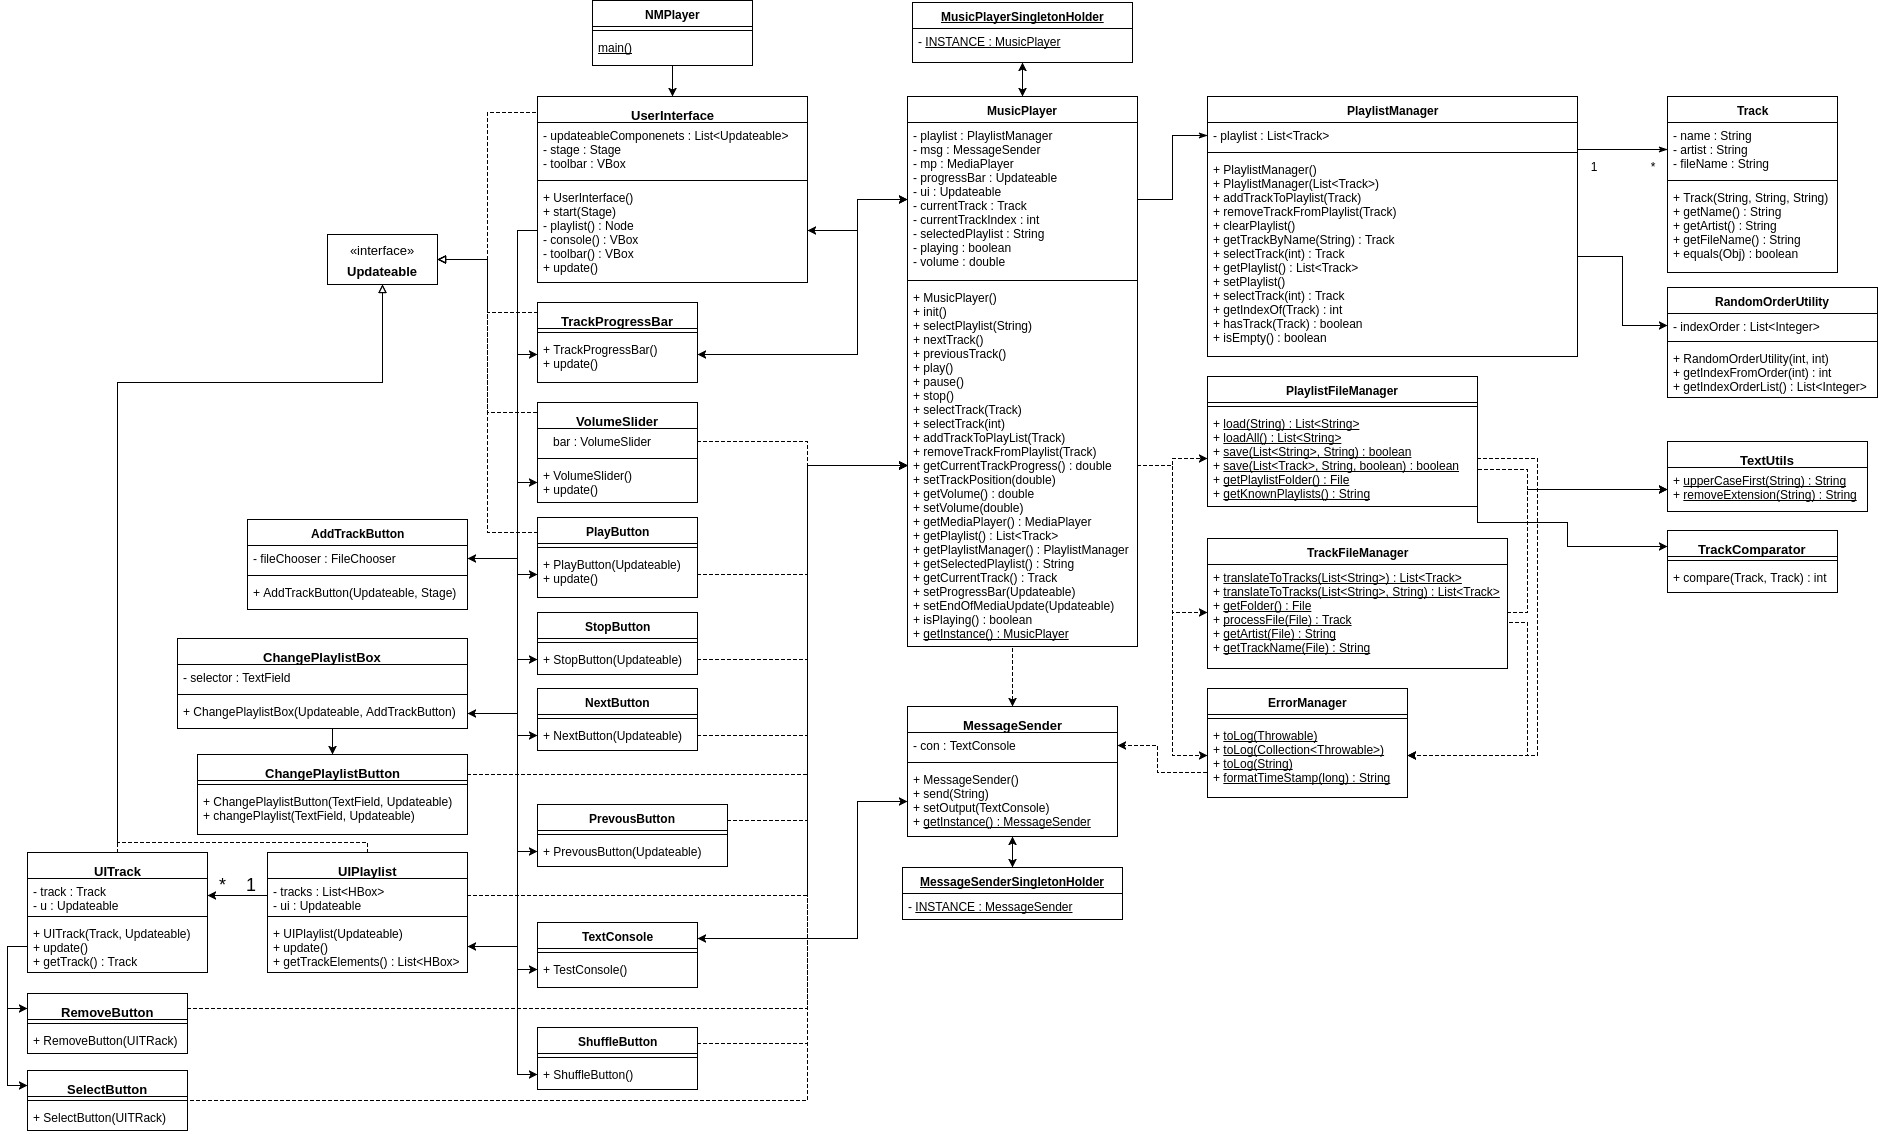 NMPlayer
main()
MusicPlayerSingletonHolder
- INSTANCE : MusicPlayer
UserInterface
- updateableComponenets : List<Updateable>
- stage : Stage
- toolbar : VBox
+ UserInterface()
+ start(Stage)
- playlist() : Node
- console() : VBox
- toolbar() : VBox
+ update()
MusicPlayer
- playlist : PlaylistManager
- msg : MessageSender
- mp : MediaPlayer
- progressBar : Updateable
- ui : Updateable
- currentTrack : Track
- currentTrackIndex : int
- selectedPlaylist : String
- playing : boolean
- volume : double
+ MusicPlayer()
+ init()
+ selectPlaylist(String)
+ nextTrack()
+ previousTrack()
+ play()
+ pause()
+ stop()
+ selectTrack(Track)
+ selectTrack(int)
+ addTrackToPlayList(Track)
+ removeTrackFromPlaylist(Track)
+ getCurrentTrackProgress() : double
+ setTrackPosition(double)
+ getVolume() : double
+ setVolume(double)
+ getMediaPlayer() : MediaPlayer
+ getPlaylist() : List<Track>
+ getPlaylistManager() : PlaylistManager
+ getSelectedPlaylist() : String
+ getCurrentTrack() : Track
+ setProgressBar(Updateable)
+ setEndOfMediaUpdate(Updateable)
+ isPlaying() : boolean
+ getInstance() : MusicPlayer
PlaylistManager
- playlist : List<Track>
+ PlaylistManager()
+ PlaylistManager(List<Track>)
+ addTrackToPlaylist(Track)
+ removeTrackFromPlaylist(Track)
+ clearPlaylist()
+ getTrackByName(String) : Track
+ selectTrack(int) : Track
+ getPlaylist() : List<Track>
+ setPlaylist()
+ selectTrack(int) : Track
+ getIndexOf(Track) : int
+ hasTrack(Track) : boolean
+ isEmpty() : boolean
1
*
Track
- name : String
- artist : String
- fileName : String
+ Track(String, String, String)
+ getName() : String
+ getArtist() : String
+ getFileName() : String
+ equals(Obj) : boolean
«interface»
Updateable
RandomOrderUtility
- indexOrder : List<Integer>
+ RandomOrderUtility(int, int)
+ getIndexFromOrder(int) : int
+ getIndexOrderList() : List<Integer>
TrackProgressBar
+ TrackProgressBar()
+ update()
PlaylistFileManager
+ load(String) : List<String>
+ loadAll() : List<String>
+ save(List<String>, String) : boolean
+ save(List<Track>, String, boolean) : boolean
+ getPlaylistFolder() : File
+ getKnownPlaylists() : String
VolumeSlider
bar : VolumeSlider
+ VolumeSlider()
+ update()
TextUtils
+ upperCaseFirst(String) : String
+ removeExtension(String) : String
AddTrackButton
- fileChooser : FileChooser
+ AddTrackButton(Updateable, Stage)
PlayButton
+ PlayButton(Updateable)
+ update()
TrackFileManager
+ translateToTracks(List<String>) : List<Track>
+ translateToTracks(List<String>, String) : List<Track>
+ getFolder() : File
+ processFile(File) : Track
+ getArtist(File) : String
+ getTrackName(File) : String
TrackComparator
+ compare(Track, Track) : int
StopButton
+ StopButton(Updateable)
ChangePlaylistBox
- selector : TextField
+ ChangePlaylistBox(Updateable, AddTrackButton)
NextButton
+ NextButton(Updateable)
MessageSender
- con : TextConsole
+ MessageSender()
+ send(String)
+ setOutput(TextConsole)
+ getInstance() : MessageSender
ErrorManager
+ toLog(Throwable)
+ toLog(Collection<Throwable>)
+ toLog(String)
+ formatTimeStamp(long) : String
ChangePlaylistButton
+ ChangePlaylistButton(TextField, Updateable)
+ changePlaylist(TextField, Updateable)
PrevousButton
+ PrevousButton(Updateable)
UITrack
- track : Track
- u : Updateable
+ UITrack(Track, Updateable)
+ update()
+ getTrack() : Track
*
1
UIPlaylist
- tracks : List<HBox>
- ui : Updateable
+ UIPlaylist(Updateable)
+ update()
+ getTrackElements() : List<HBox>
MessageSenderSingletonHolder
- INSTANCE : MessageSender
TextConsole
+ TestConsole()
RemoveButton
+ RemoveButton(UITRack)
ShuffleButton
+ ShuffleButton()
SelectButton
+ SelectButton(UITRack)